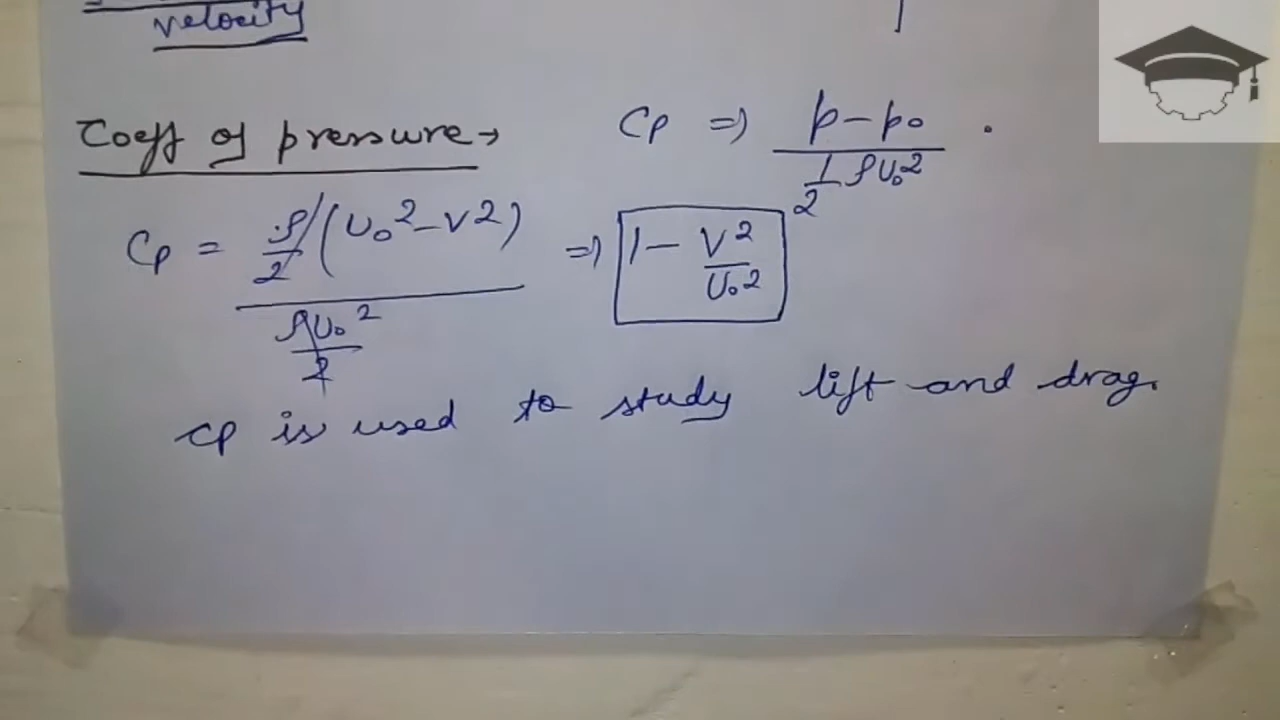 velocity
Coeff of pressure→ Cp ⇒ p-p₀ / ½ ρU₀² .
Cp = ρ/2 (U₀²-V²) / ρU₀²/2 ⇒ 1 - V²/U₀²
Cp is used to study lift and drag.